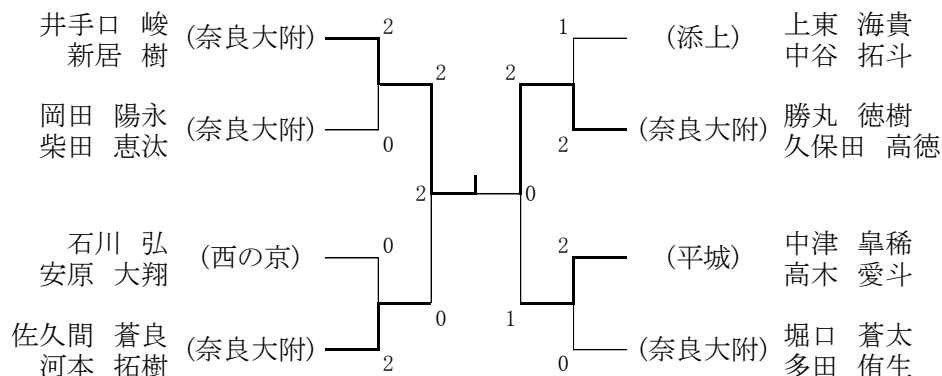 井手口 峻
新居 樹
(奈良大附)
2
岡田 陽永
柴田 恵汰
(奈良大附)
0
2
石川 弘
安原 大翔
(西の京)
0
佐久間 蒼良
河本 拓樹
(奈良大附)
2
0
2
0
1
(添上)
上東 海貴
中谷 拓斗
2
(奈良大附)
勝丸 徳樹
久保田 高徳
2
2
(平城)
中津 皐稀
高木 愛斗
0
(奈良大附)
堀口 蒼太
多田 侑生
1